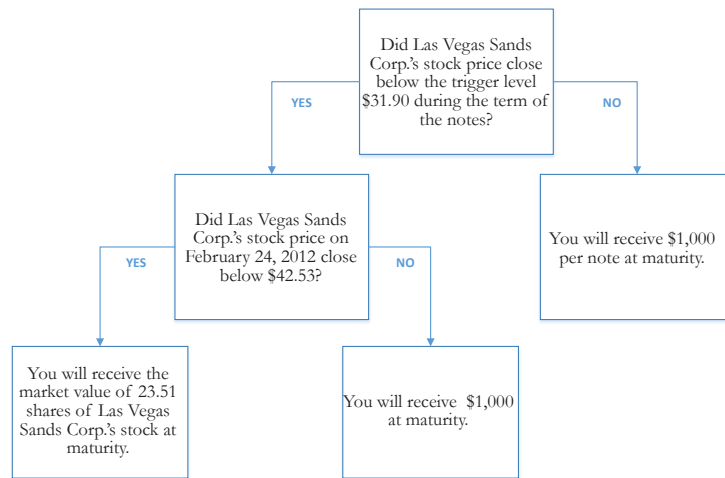 Did Las Vegas Sands
Corp.'s stock price close
below the trigger level
$31.90 during the term of
the notes?
YES
NO
Did Las Vegas Sands
Corp.'s stock price on
February 24, 2012 close
below $42.53?
You will receive $1,000
per note at maturity.
YES
NO
You will receive the
market value of 23.51
shares of Las Vegas
Sands Corp.'s stock at
maturity.
You will receive $1,000
at maturity.